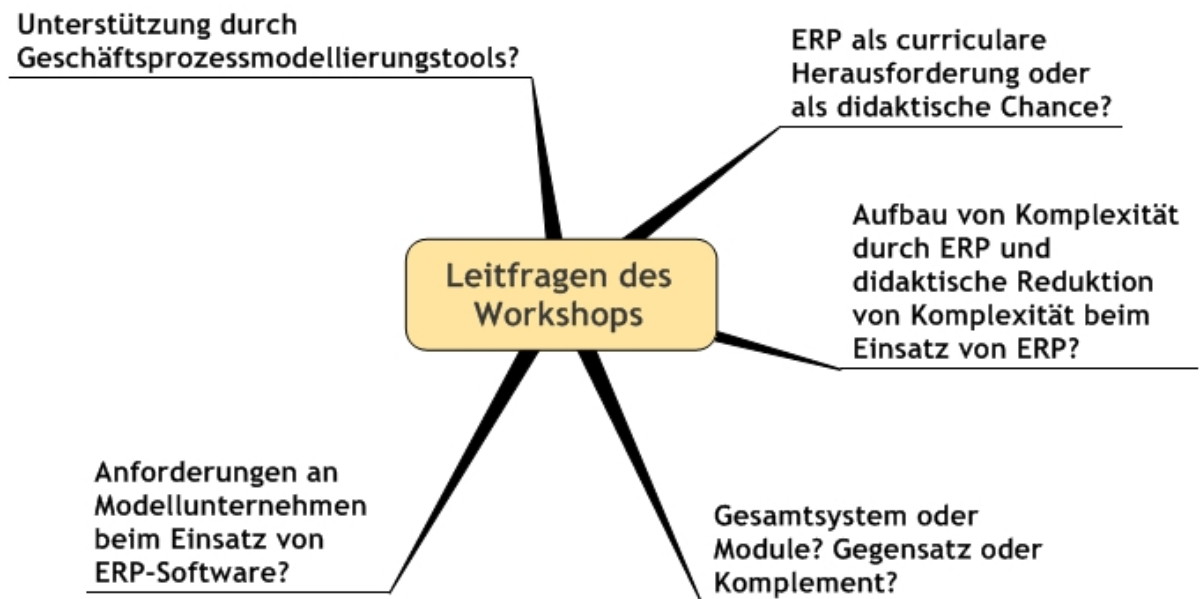 Unterstützung durch
Geschäftsprozessmodellierungstools?
ERP als curriculare
Herausforderung oder
als didaktische Chance?
Aufbau von Komplexität
durch ERP und
didaktische Reduktion
von Komplexität beim
Einsatz von ERP?
Leitfragen des
Workshops
Anforderungen an
Modellunternehmen
beim Einsatz von
ERP-Software?
Gesamtsystem oder
Module? Gegensatz oder
Komplement?